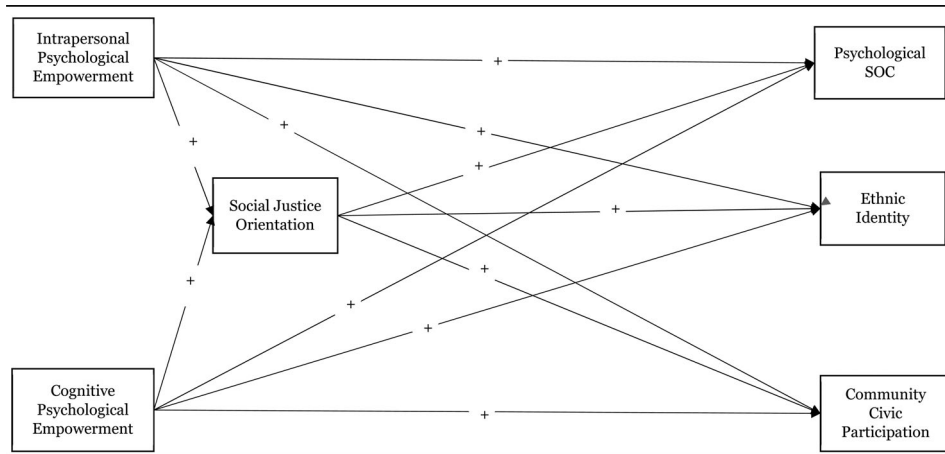 Intrapersonal
Psychological
Empowerment
+
Psychological
SOC
+
+
+
+
Social Justice
Orientation
+
Ethnic
Identity
+
+
+
+
Cognitive
Psychological
Empowerment
+
Community
Civic
Participation